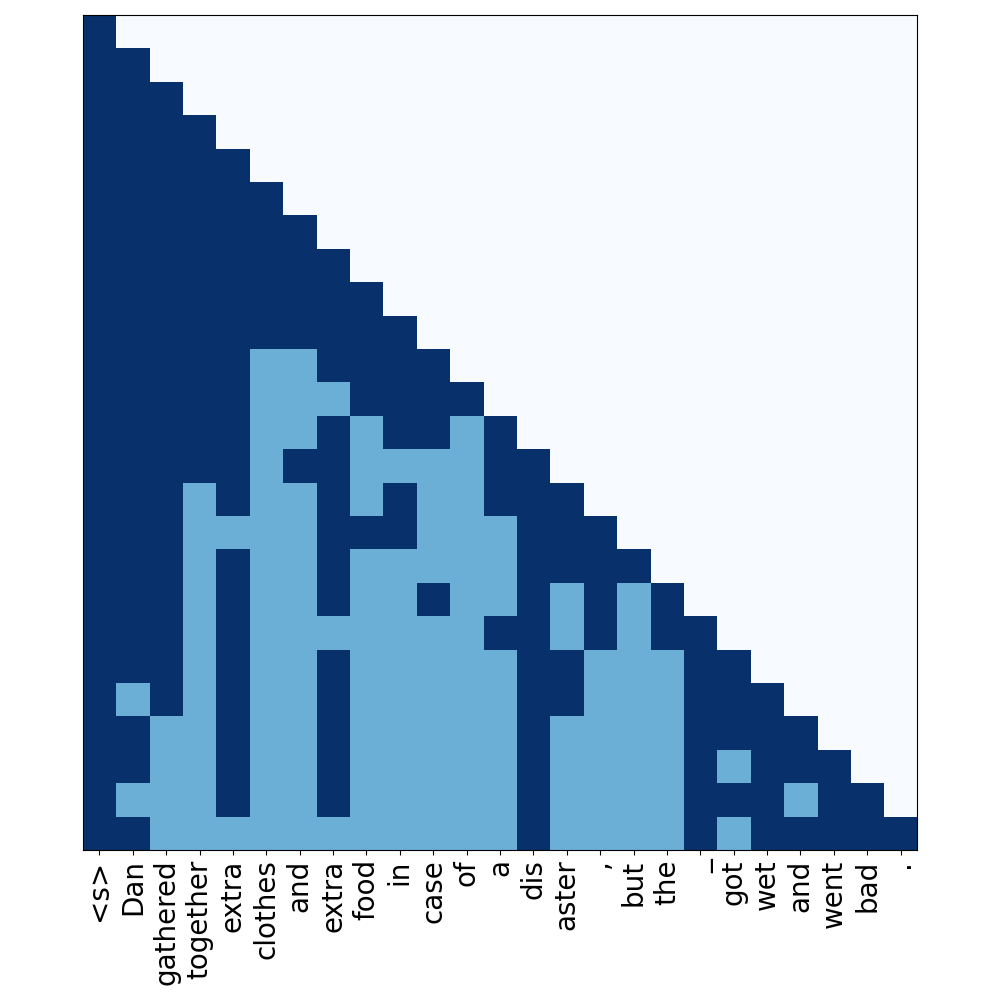 <s> Dan gathered together extra clothes and extra food in case of a dis aster , but the _ got wet and went bad .